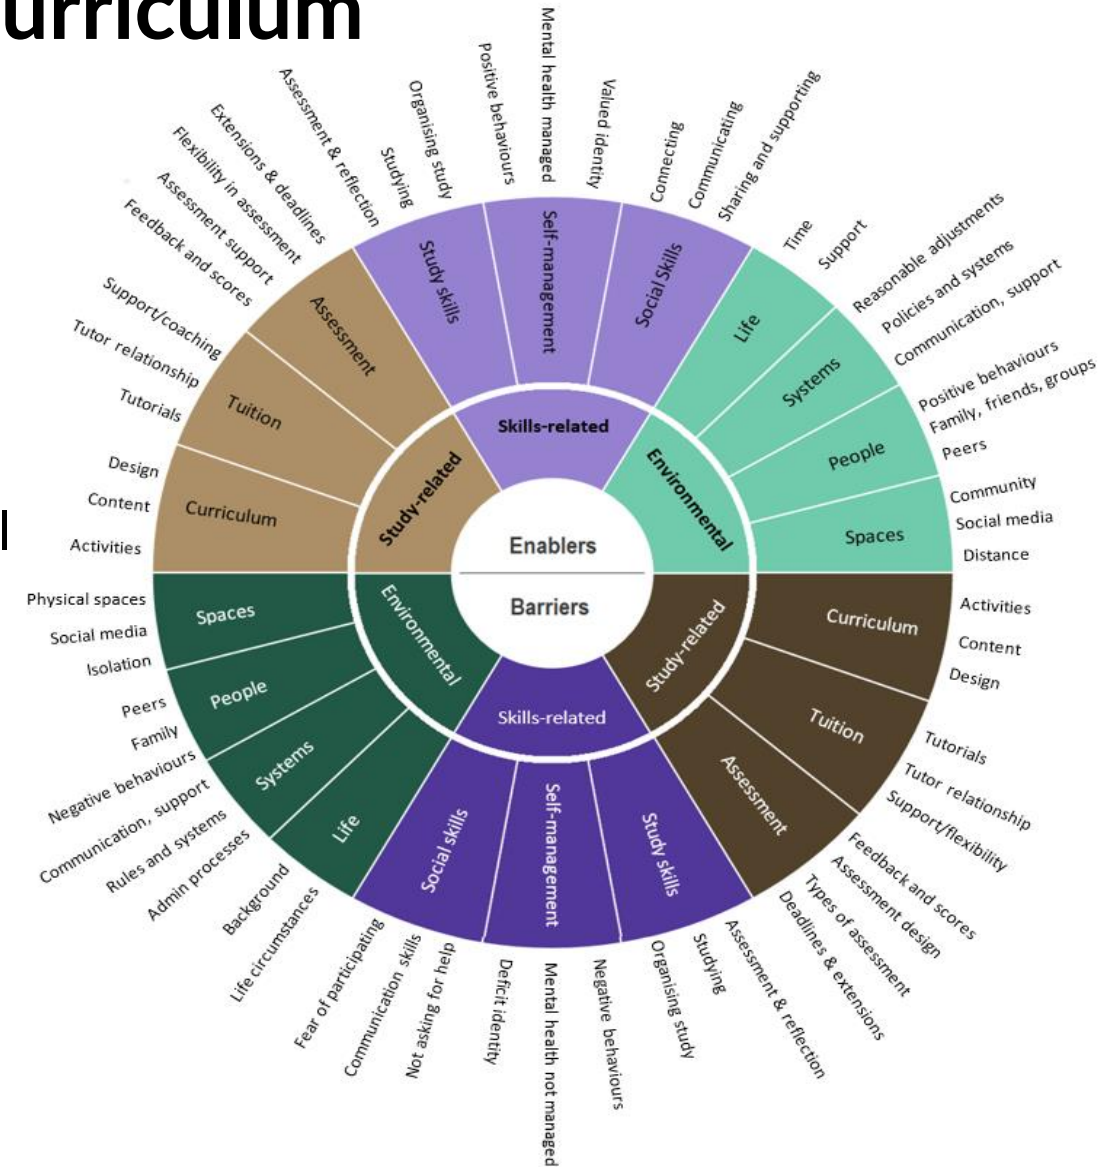 urriculum
Enablers
Barriers
Study-related
Skills-related
Environmental
Environmental
Skills-related
Study-related
Curriculum
Activities
Content
Design
Tuition
Tutorials
Tutor relationship
Support/coaching
Assessment
Feedback and scores
Assessment support
Flexibility in assessment
Extensions & deadlines
Study skills
Assessment & reflection
Studying
Organising study
Self-management
Positive behaviours
Mental health managed
Valued identity
Social Skills
Connecting
Communicating
Sharing and supporting
Life
Time
Support
Systems
Reasonable adjustments
Policies and systems
Communication, support
People
Positive behaviours
Family, friends, groups
Peers
Spaces
Community
Social media
Distance
Curriculum
Activities
Content
Design
Tuition
Tutorials
Tutor relationship
Support/flexibility
Assessment
Feedback and scores
Assessment design
Types of assessment
Deadlines & extensions
Study skills
Assessment & reflection
Studying
Organising study
Self-management
Negative behaviours
Mental health not managed
Deficit identity
Social skills
Not asking for help
Communication skills
Fear of participating
Life
Life circumstances
Background
Systems
Admin processes
Rules and systems
Communication, support
People
Negative behaviours
Family
Peers
Spaces
Isolation
Social media
Physical spaces